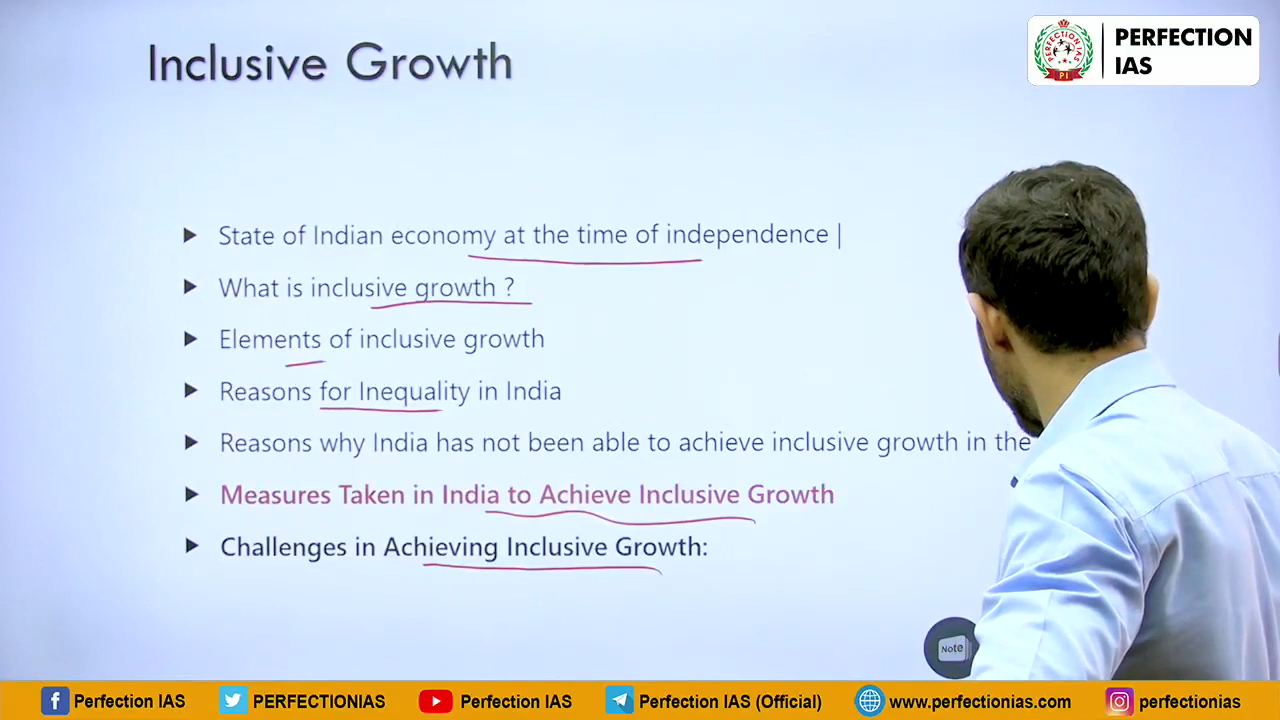 Inclusive Growth
PERFECTION
IAS
PERFECTION IAS
PI
State of Indian economy at the time of independence |
What is inclusive growth ?
Elements of inclusive growth
Reasons for Inequality in India
Reasons why India has not been able to achieve inclusive growth in the
Measures Taken in India to Achieve Inclusive Growth
Challenges in Achieving Inclusive Growth:
Note
Perfection IAS
PERFECTIONIAS
Perfection IAS
Perfection IAS (Official)
www.perfectionias.com
perfectionias